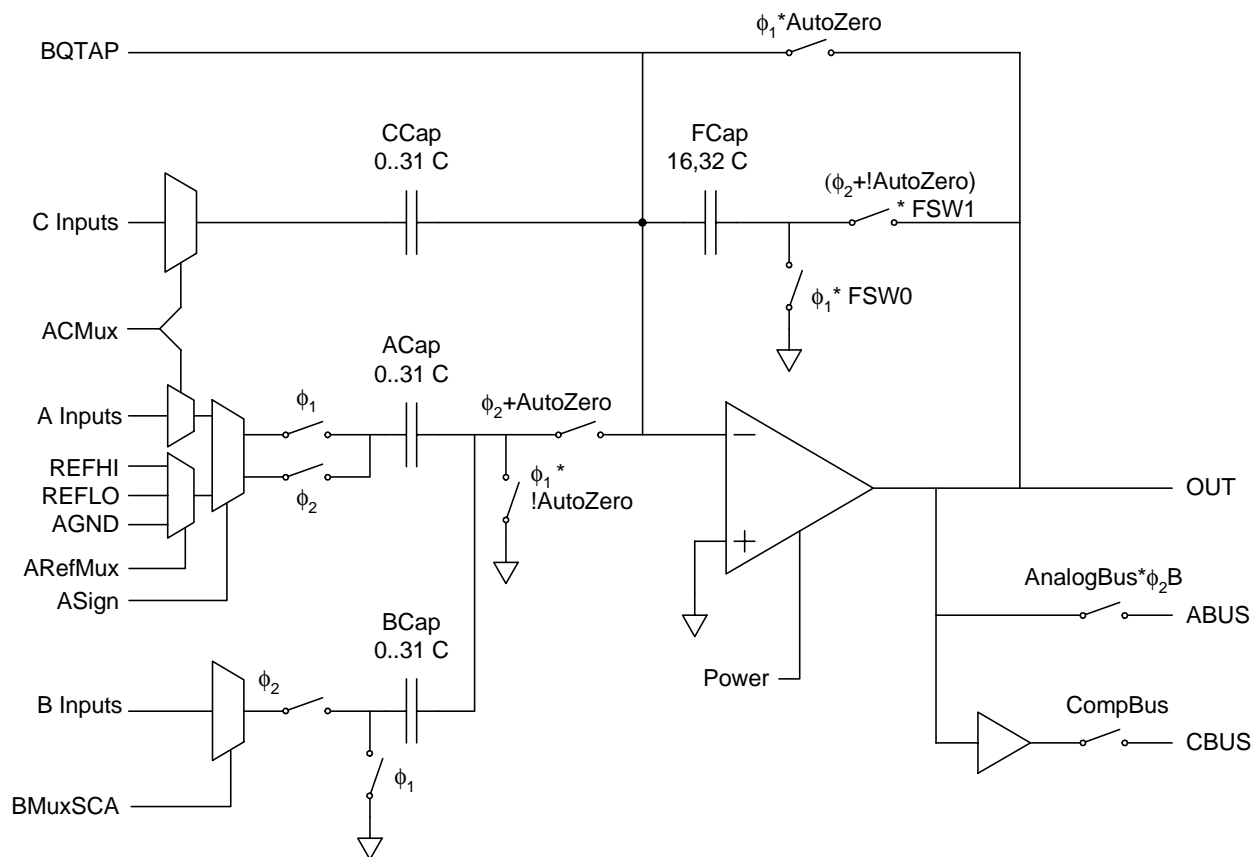 ϕ1*AutoZero
BQTAP
CCap
0..31 C
FCap
16,32 C
(ϕ2+!AutoZero)
* FSW1
C Inputs
ϕ1* FSW0
ACMux
ACap
0..31 C
A Inputs
ϕ1
ϕ2+AutoZero
REFHI
REFLO
AGND
ϕ2
ϕ1 *
!AutoZero
OUT
ARefMux
ASign
AnalogBus*ϕ2B
ABUS
BCap
0..31 C
Power
B Inputs
ϕ2
CompBus
CBUS
ϕ1
BMuxSCA